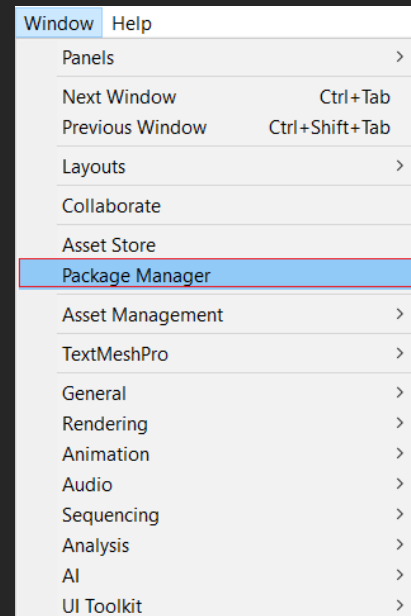 Window Help
Panels
Next Window Ctrl+Tab
Previous Window Ctrl+Shift+Tab
Layouts
Collaborate
Asset Store
Package Manager
Asset Management
TextMeshPro
General
Rendering
Animation
Audio
Sequencing
Analysis
AI
UI Toolkit